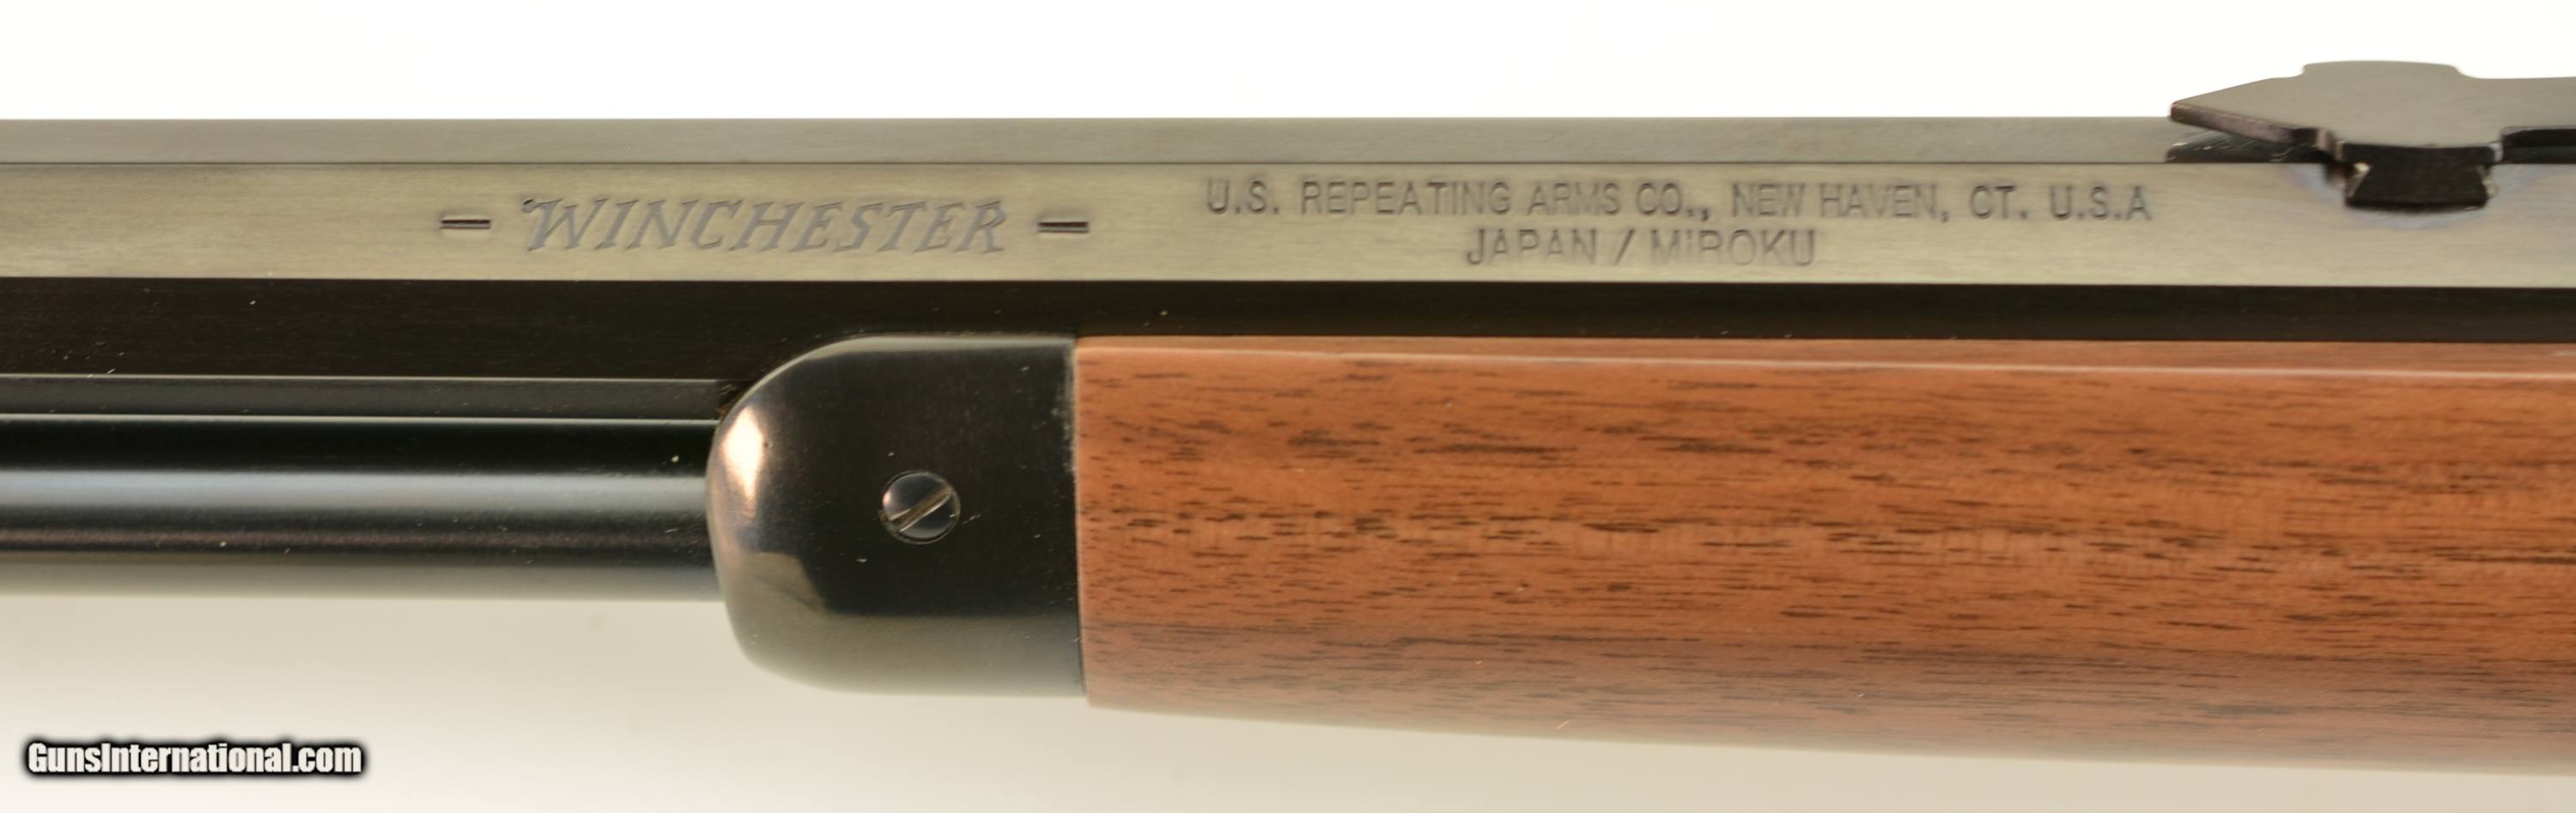 – WINCHESTER –
U.S. REPEATING ARMS CO., NEW HAVEN, CT. U.S.A
JAPAN / MIROKU
GunsInternational.com